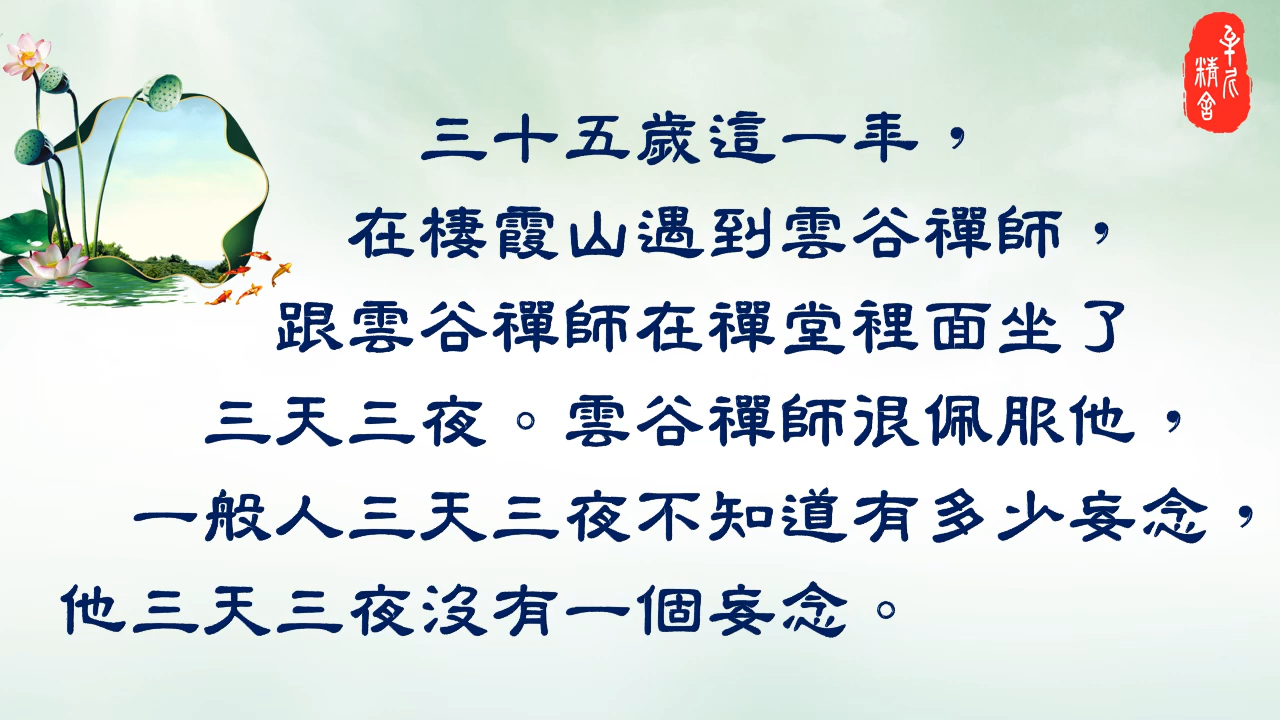 三十五歲這一年，
在棲霞山遇到雲谷禪師，
跟雲谷禪師在禪堂裡面坐了
三天三夜。雲谷禪師很佩服他，
一般人三天三夜不知道有多少妄念，
他三天三夜沒有一個妄念。
精舍